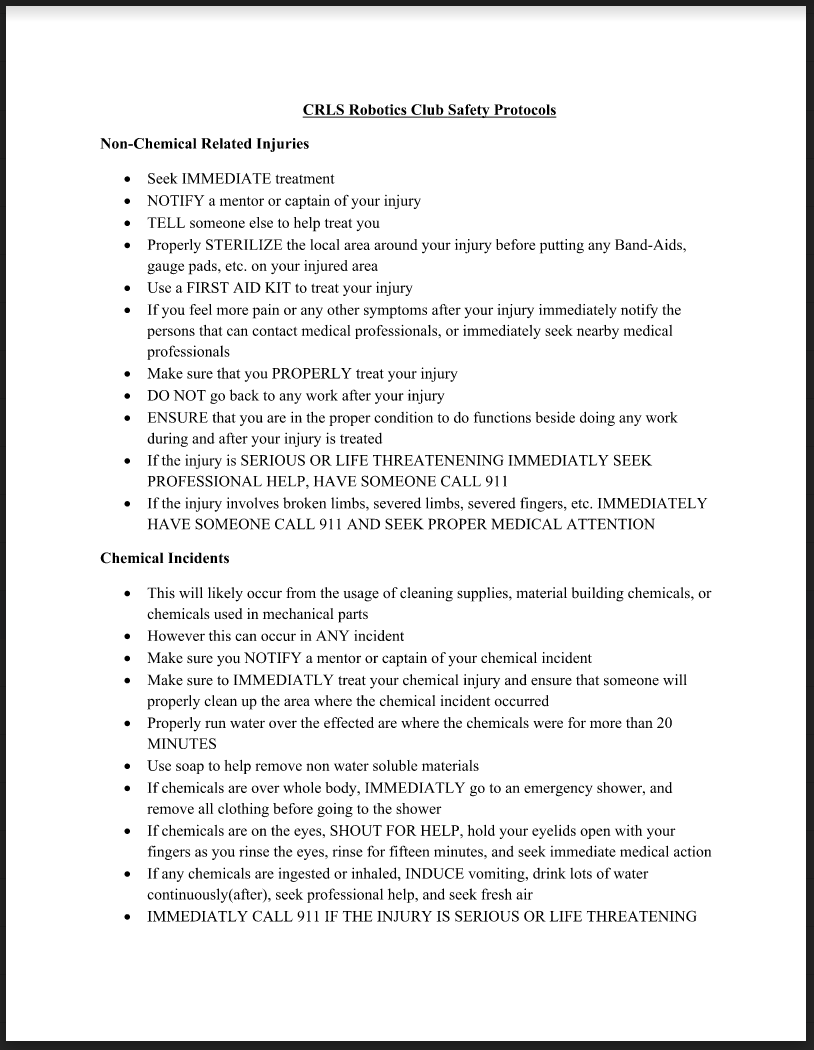 CRLS Robotics Club Safety Protocols
Non-Chemical Related Injuries
• Seek IMMEDIATE treatment
• NOTIFY a mentor or captain of your injury
• TELL someone else to help treat you
• Properly STERILIZE the local area around your injury before putting any Band-Aids,
gauge pads, etc. on your injured area
• Use a FIRST AID KIT to treat your injury
• If you feel more pain or any other symptoms after your injury immediately notify the
persons that can contact medical professionals, or immediately seek nearby medical
professionals
• Make sure that you PROPERLY treat your injury
• DO NOT go back to any work after your injury
• ENSURE that you are in the proper condition to do functions beside doing any work
during and after your injury is treated
• If the injury is SERIOUS OR LIFE THREATENENING IMMEDIATLY SEEK
PROFESSIONAL HELP, HAVE SOMEONE CALL 911
• If the injury involves broken limbs, severed limbs, severed fingers, etc. IMMEDIATELY
HAVE SOMEONE CALL 911 AND SEEK PROPER MEDICAL ATTENTION
Chemical Incidents
• This will likely occur from the usage of cleaning supplies, material building chemicals, or
chemicals used in mechanical parts
• However this can occur in ANY incident
• Make sure you NOTIFY a mentor or captain of your chemical incident
• Make sure to IMMEDIATLY treat your chemical injury and ensure that someone will
properly clean up the area where the chemical incident occurred
• Properly run water over the effected are where the chemicals were for more than 20
MINUTES
• Use soap to help remove non water soluble materials
• If chemicals are over whole body, IMMEDIATLY go to an emergency shower, and
remove all clothing before going to the shower
• If chemicals are on the eyes, SHOUT FOR HELP, hold your eyelids open with your
fingers as you rinse the eyes, rinse for fifteen minutes, and seek immediate medical action
• If any chemicals are ingested or inhaled, INDUCE vomiting, drink lots of water
continuously(after), seek professional help, and seek fresh air
• IMMEDIATLY CALL 911 IF THE INJURY IS SERIOUS OR LIFE THREATENING